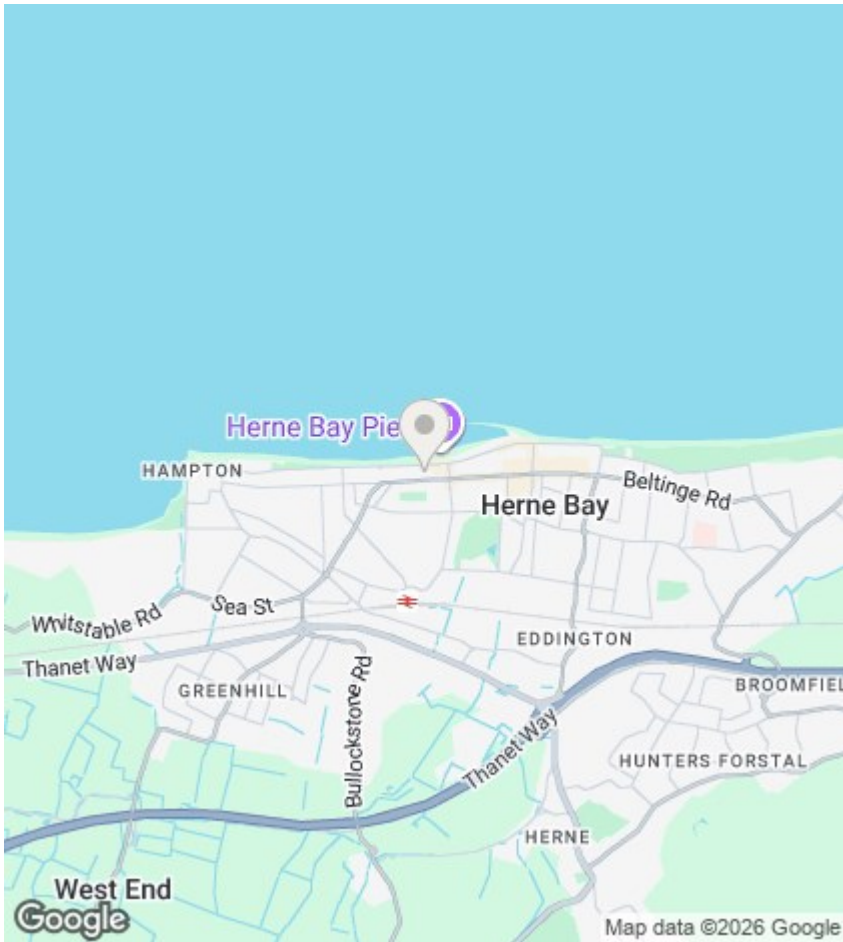 Herne Bay Pie
HAMPTON
Herne Bay
Beltinge Rd
Whitstable Rd
Sea St
EDDINGTON
Thanet Way
GREENHILL
Bullockstone Rd
BROOMFIEL
Thanet Way
HUNTERS FORSTAL
HERNE
West End
Google
Map data ©2026 Google